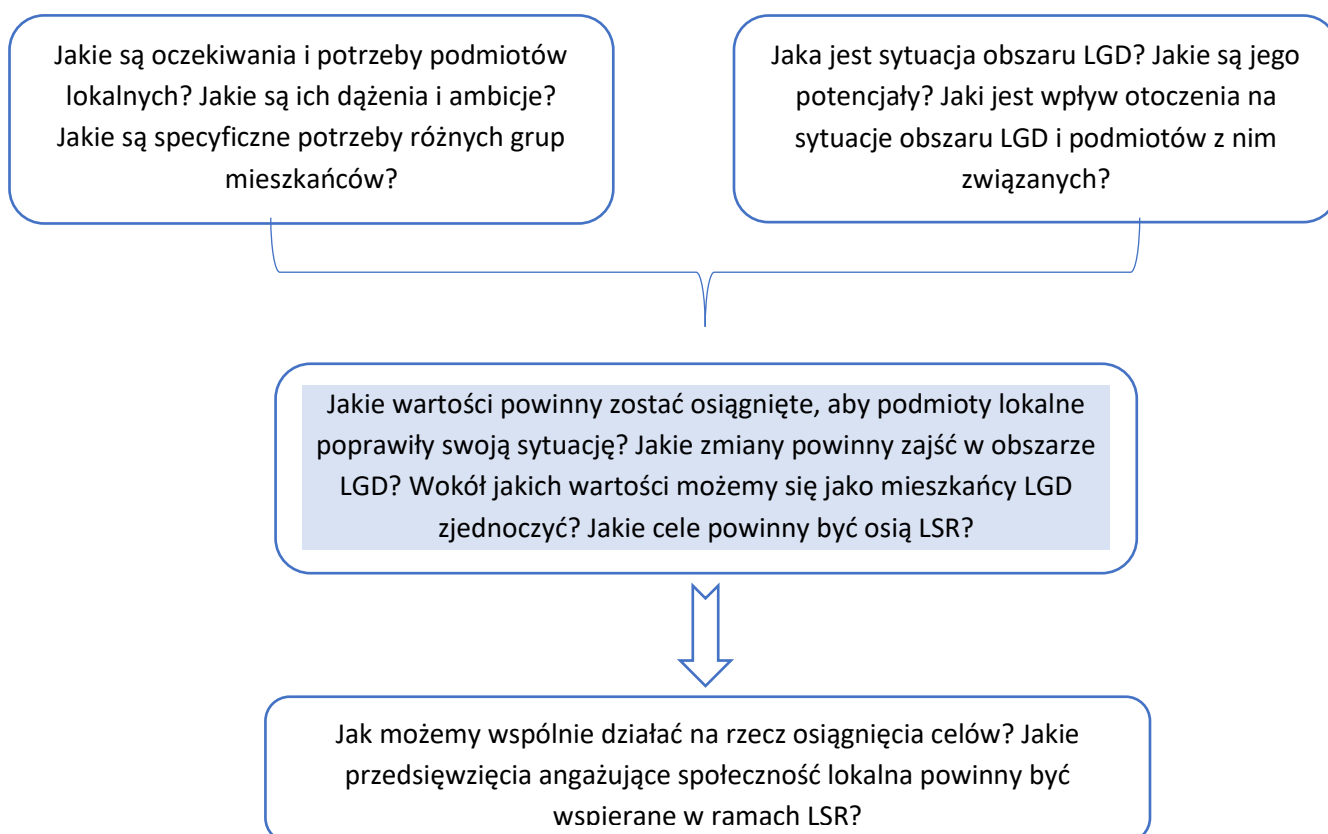 Jakie są oczekiwania i potrzeby podmiotów
lokalnych? Jakie są ich dążenia i ambicje?
Jakie są specyficzne potrzeby różnych grup
mieszkańców?
Jaka jest sytuacja obszaru LGD? Jakie są jego
potencjały? Jaki jest wpływ otoczenia na
sytuacje obszaru LGD i podmiotów z nim
związanych?
Jakie wartości powinny zostać osiągnięte, aby podmioty lokalne
poprawiły swoją sytuację? Jakie zmiany powinny zajść w obszarze
LGD? Wokół jakich wartości możemy się jako mieszkańcy LGD
zjednoczyć? Jakie cele powinny być osią LSR?
Jak możemy wspólnie działać na rzecz osiągnięcia celów? Jakie
przedsięwzięcia angażujące społeczność lokalna powinny być
wspierane w ramach LSR?